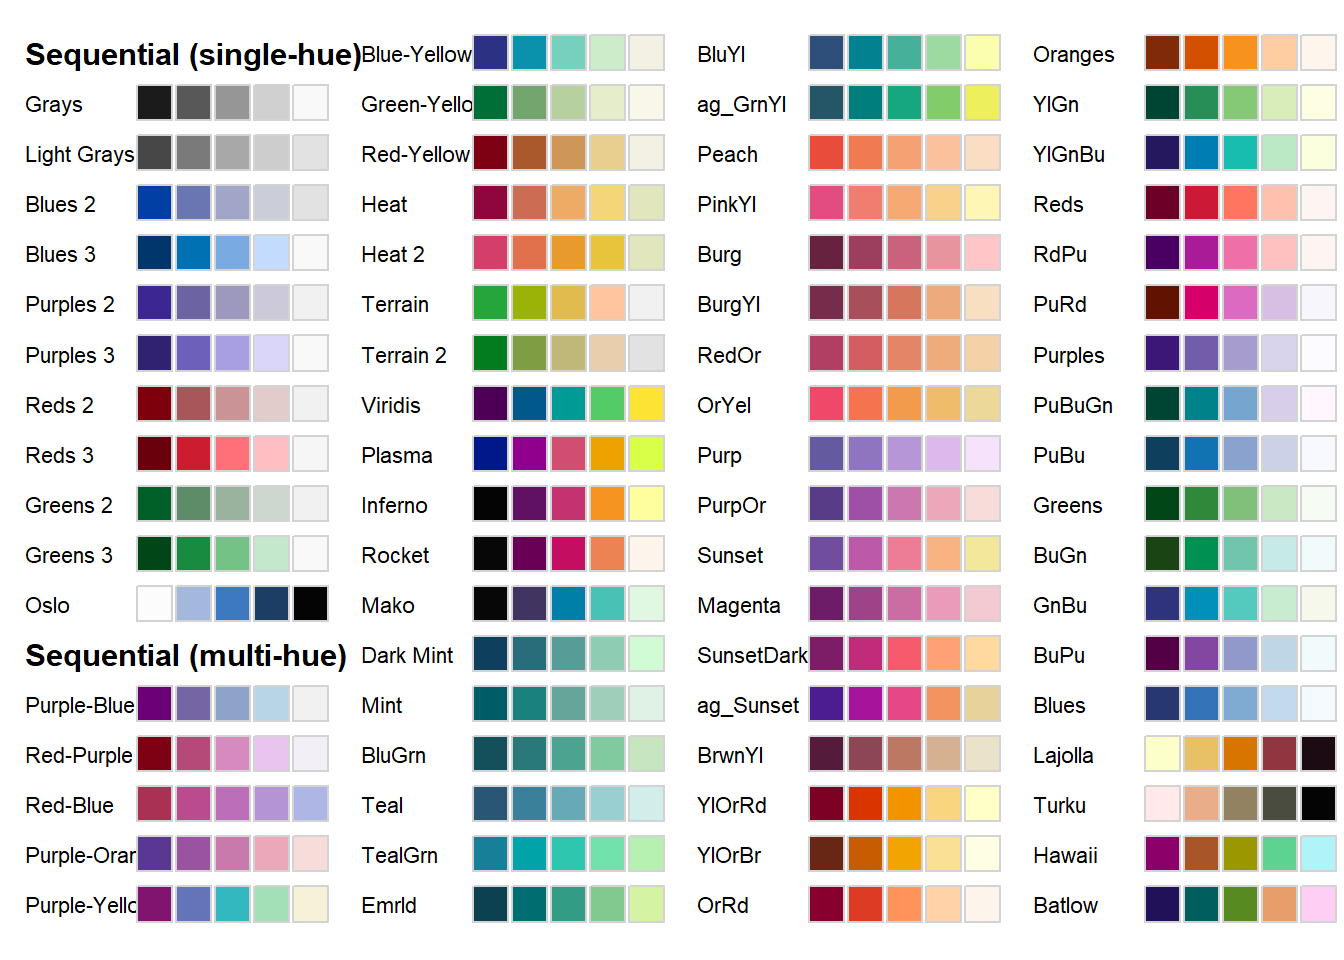 Sequential (single-hue)
Grays
Light Grays
Blues 2
Blues 3
Purples 2
Purples 3
Reds 2
Reds 3
Greens 2
Greens 3
Oslo
Sequential (multi-hue)
Purple-Blue
Red-Purple
Red-Blue
Purple-Oran
Purple-Yello
Blue-Yellow
Green-Yello
Red-Yellow
Heat
Heat 2
Terrain
Terrain 2
Viridis
Plasma
Inferno
Rocket
Mako
Dark Mint
Mint
BluGrn
Teal
TealGrn
Emrld
BluYl
ag_GrnYl
Peach
PinkYl
Burg
BurgYl
RedOr
OrYel
Purp
PurpOr
Sunset
Magenta
SunsetDark
ag_Sunset
BrwnYl
YlOrRd
YlOrBr
OrRd
Oranges
YlGn
YlGnBu
Reds
RdPu
PuRd
Purples
PuBuGn
PuBu
Greens
BuGn
GnBu
BuPu
Blues
Lajolla
Turku
Hawaii
Batlow